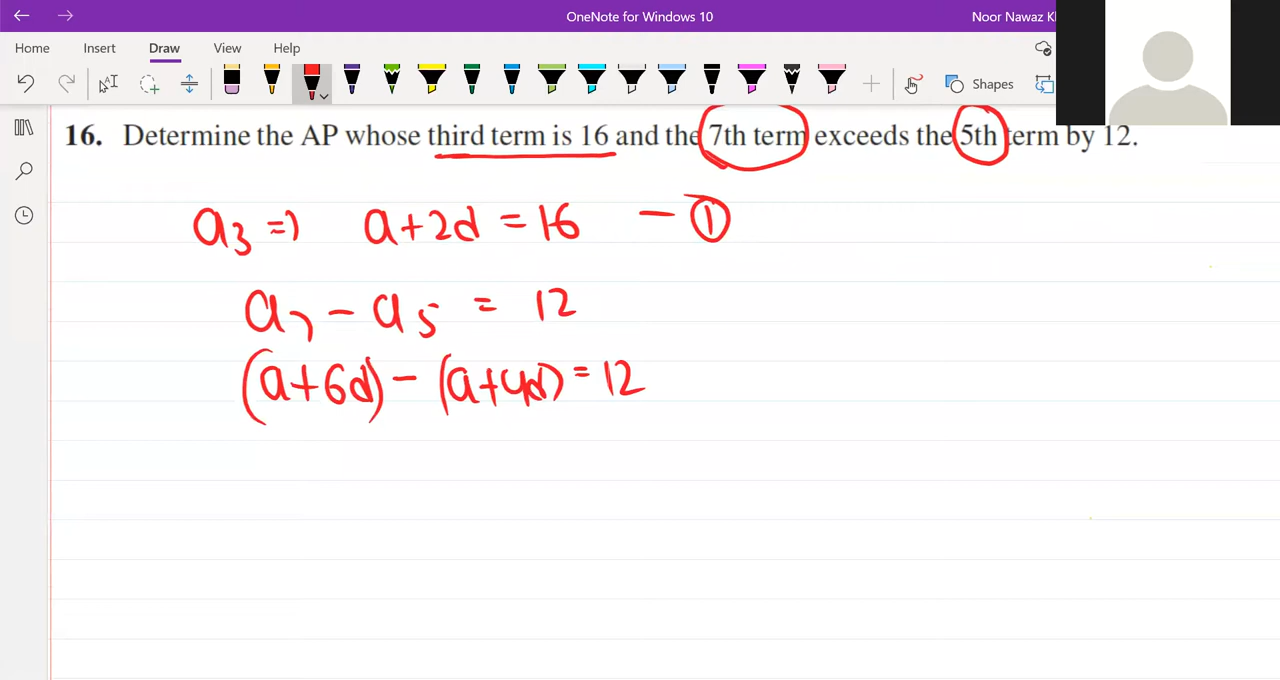 OneNote for Windows 10
Noor Nawaz
Home Insert Draw View Help
Shapes
16. Determine the AP whose third term is 16 and the 7th term exceeds the 5th term by 12.
a₃ ⇒ a+2d = 16 — ①
a₇ - a₅ = 12
(a+6d) - (a+4d) = 12